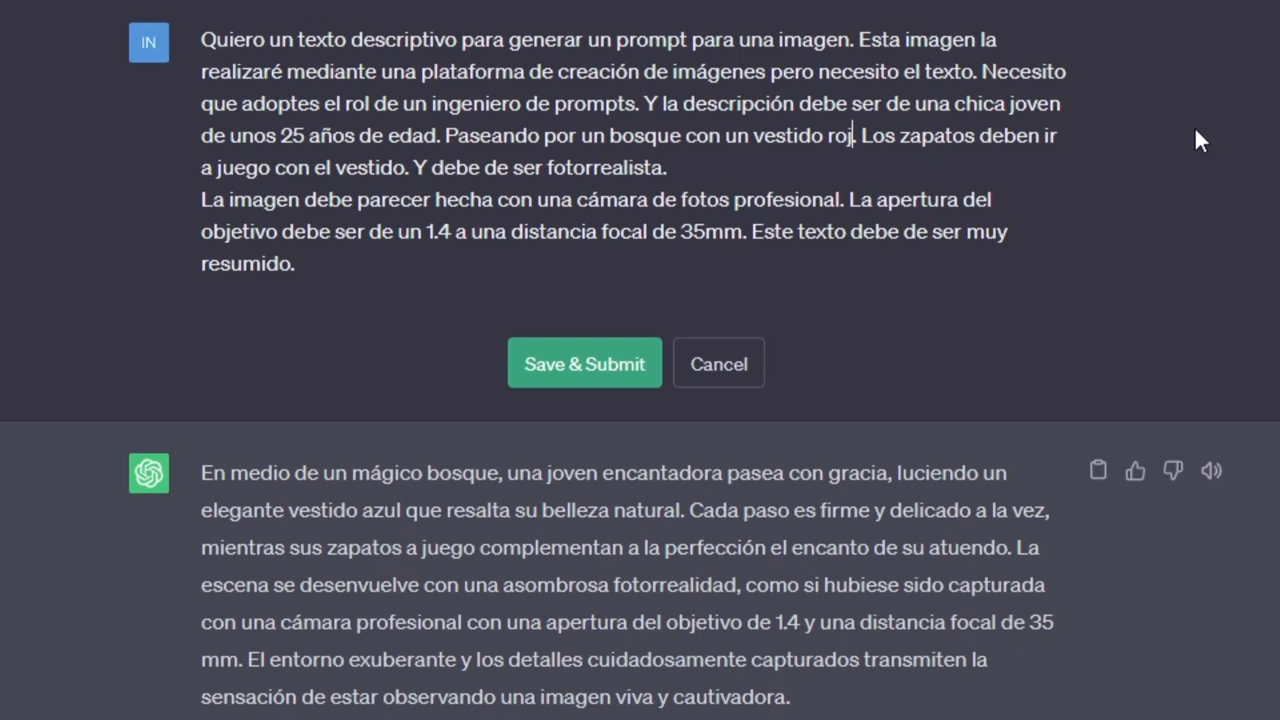 IN
Quiero un texto descriptivo para generar un prompt para una imagen. Esta imagen la
realizaré mediante una plataforma de creación de imágenes pero necesito el texto. Necesito
que adoptes el rol de un ingeniero de prompts. Y la descripción debe ser de una chica joven
de unos 25 años de edad. Paseando por un bosque con un vestido roj. Los zapatos deben ir
a juego con el vestido. Y debe de ser fotorrealista.
La imagen debe parecer hecha con una cámara de fotos profesional. La apertura del
objetivo debe ser de un 1.4 a una distancia focal de 35mm. Este texto debe de ser muy
resumido.
Save & Submit Cancel
En medio de un mágico bosque, una joven encantadora pasea con gracia, luciendo un
elegante vestido azul que resalta su belleza natural. Cada paso es firme y delicado a la vez,
mientras sus zapatos a juego complementan a la perfección el encanto de su atuendo. La
escena se desenvuelve con una asombrosa fotorrealidad, como si hubiese sido capturada
con una cámara profesional con una apertura del objetivo de 1.4 y una distancia focal de 35
mm. El entorno exuberante y los detalles cuidadosamente capturados transmiten la
sensación de estar observando una imagen viva y cautivadora.